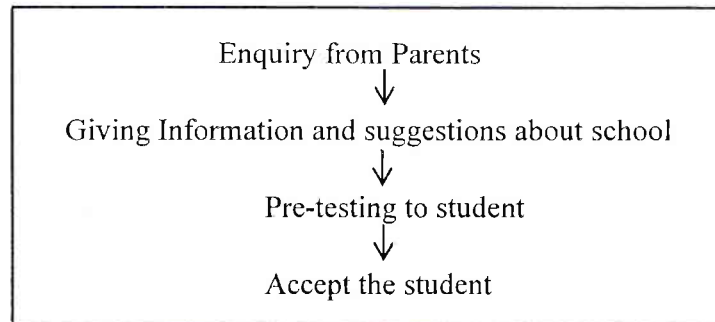 Enquiry from Parents
Giving Information and suggestions about school
Pre-testing to student
Accept the student